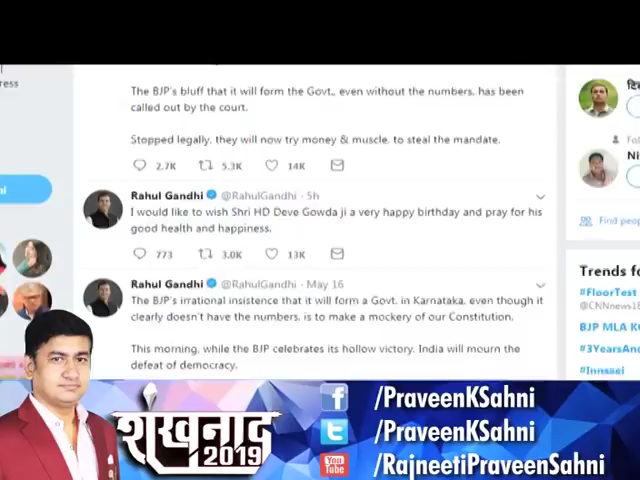 ress
The BJP's bluff that it will form the Govt., even without the numbers, has been
called out by the court.
Stopped legally, they will now try money & muscle, to steal the mandate.
2.7K 5.3K 14K
Rahul Gandhi @RahulGandhi · 5h
I would like to wish Shri HD Deve Gowda ji a very happy birthday and pray for his
good health and happiness.
773 3.0K 13K
Rahul Gandhi @RahulGandhi · May 16
The BJP's irrational insistence that it will form a Govt. in Karnataka, even though it
clearly doesn't have the numbers, is to make a mockery of our Constitution.
This morning, while the BJP celebrates its hollow victory, India will mourn the
defeat of democracy.
Fol
Ni
Find peop
Trends fo
#FloorTest
@CNNnews18
BJP MLA K
#3YearsAnd
#Innsaei
शंखनाद
2019
f /PraveenKSahni
/PraveenKSahni
You Tube /RajneetiPraveenSahni